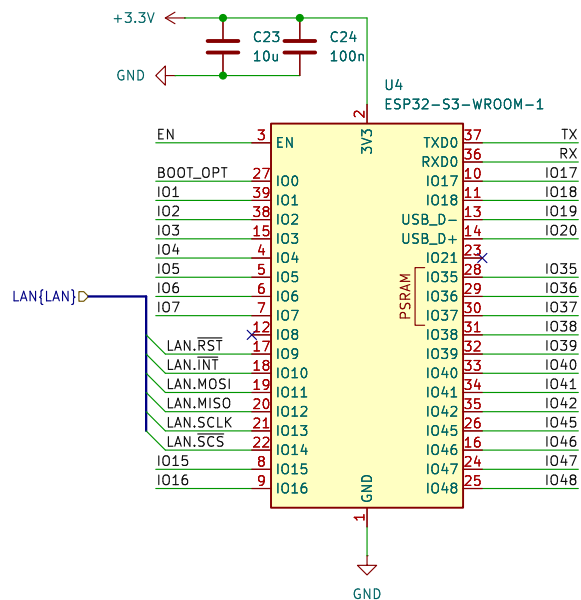 +3.3V
C23
10u
C24
100n
GND
U4
ESP32-S3-WROOM-1
2
3V3
EN 3 EN
BOOT_OPT 27 IO0
IO1 39 IO1
IO2 38 IO2
IO3 15 IO3
IO4 4 IO4
IO5 5 IO5
IO6 6 IO6
IO7 7 IO7
12 IO8
LAN{LAN}
LAN.RST 17 IO9
LAN.INT 18 IO10
LAN.MOSI 19 IO11
LAN.MISO 20 IO12
LAN.SCLK 21 IO13
LAN.SCS 22 IO14
IO15 8 IO15
IO16 9 IO16
TXD0 37 TX
RXD0 36 RX
IO17 10 IO17
IO18 11 IO18
USB_D- 13 IO19
USB_D+ 14 IO20
IO21 23
PSRAM
IO35 28 IO35
IO36 29 IO36
IO37 30 IO37
IO38 31 IO38
IO39 32 IO39
IO40 33 IO40
IO41 34 IO41
IO42 35 IO42
IO45 26 IO45
IO46 16 IO46
IO47 24 IO47
IO48 25 IO48
GND
1
GND